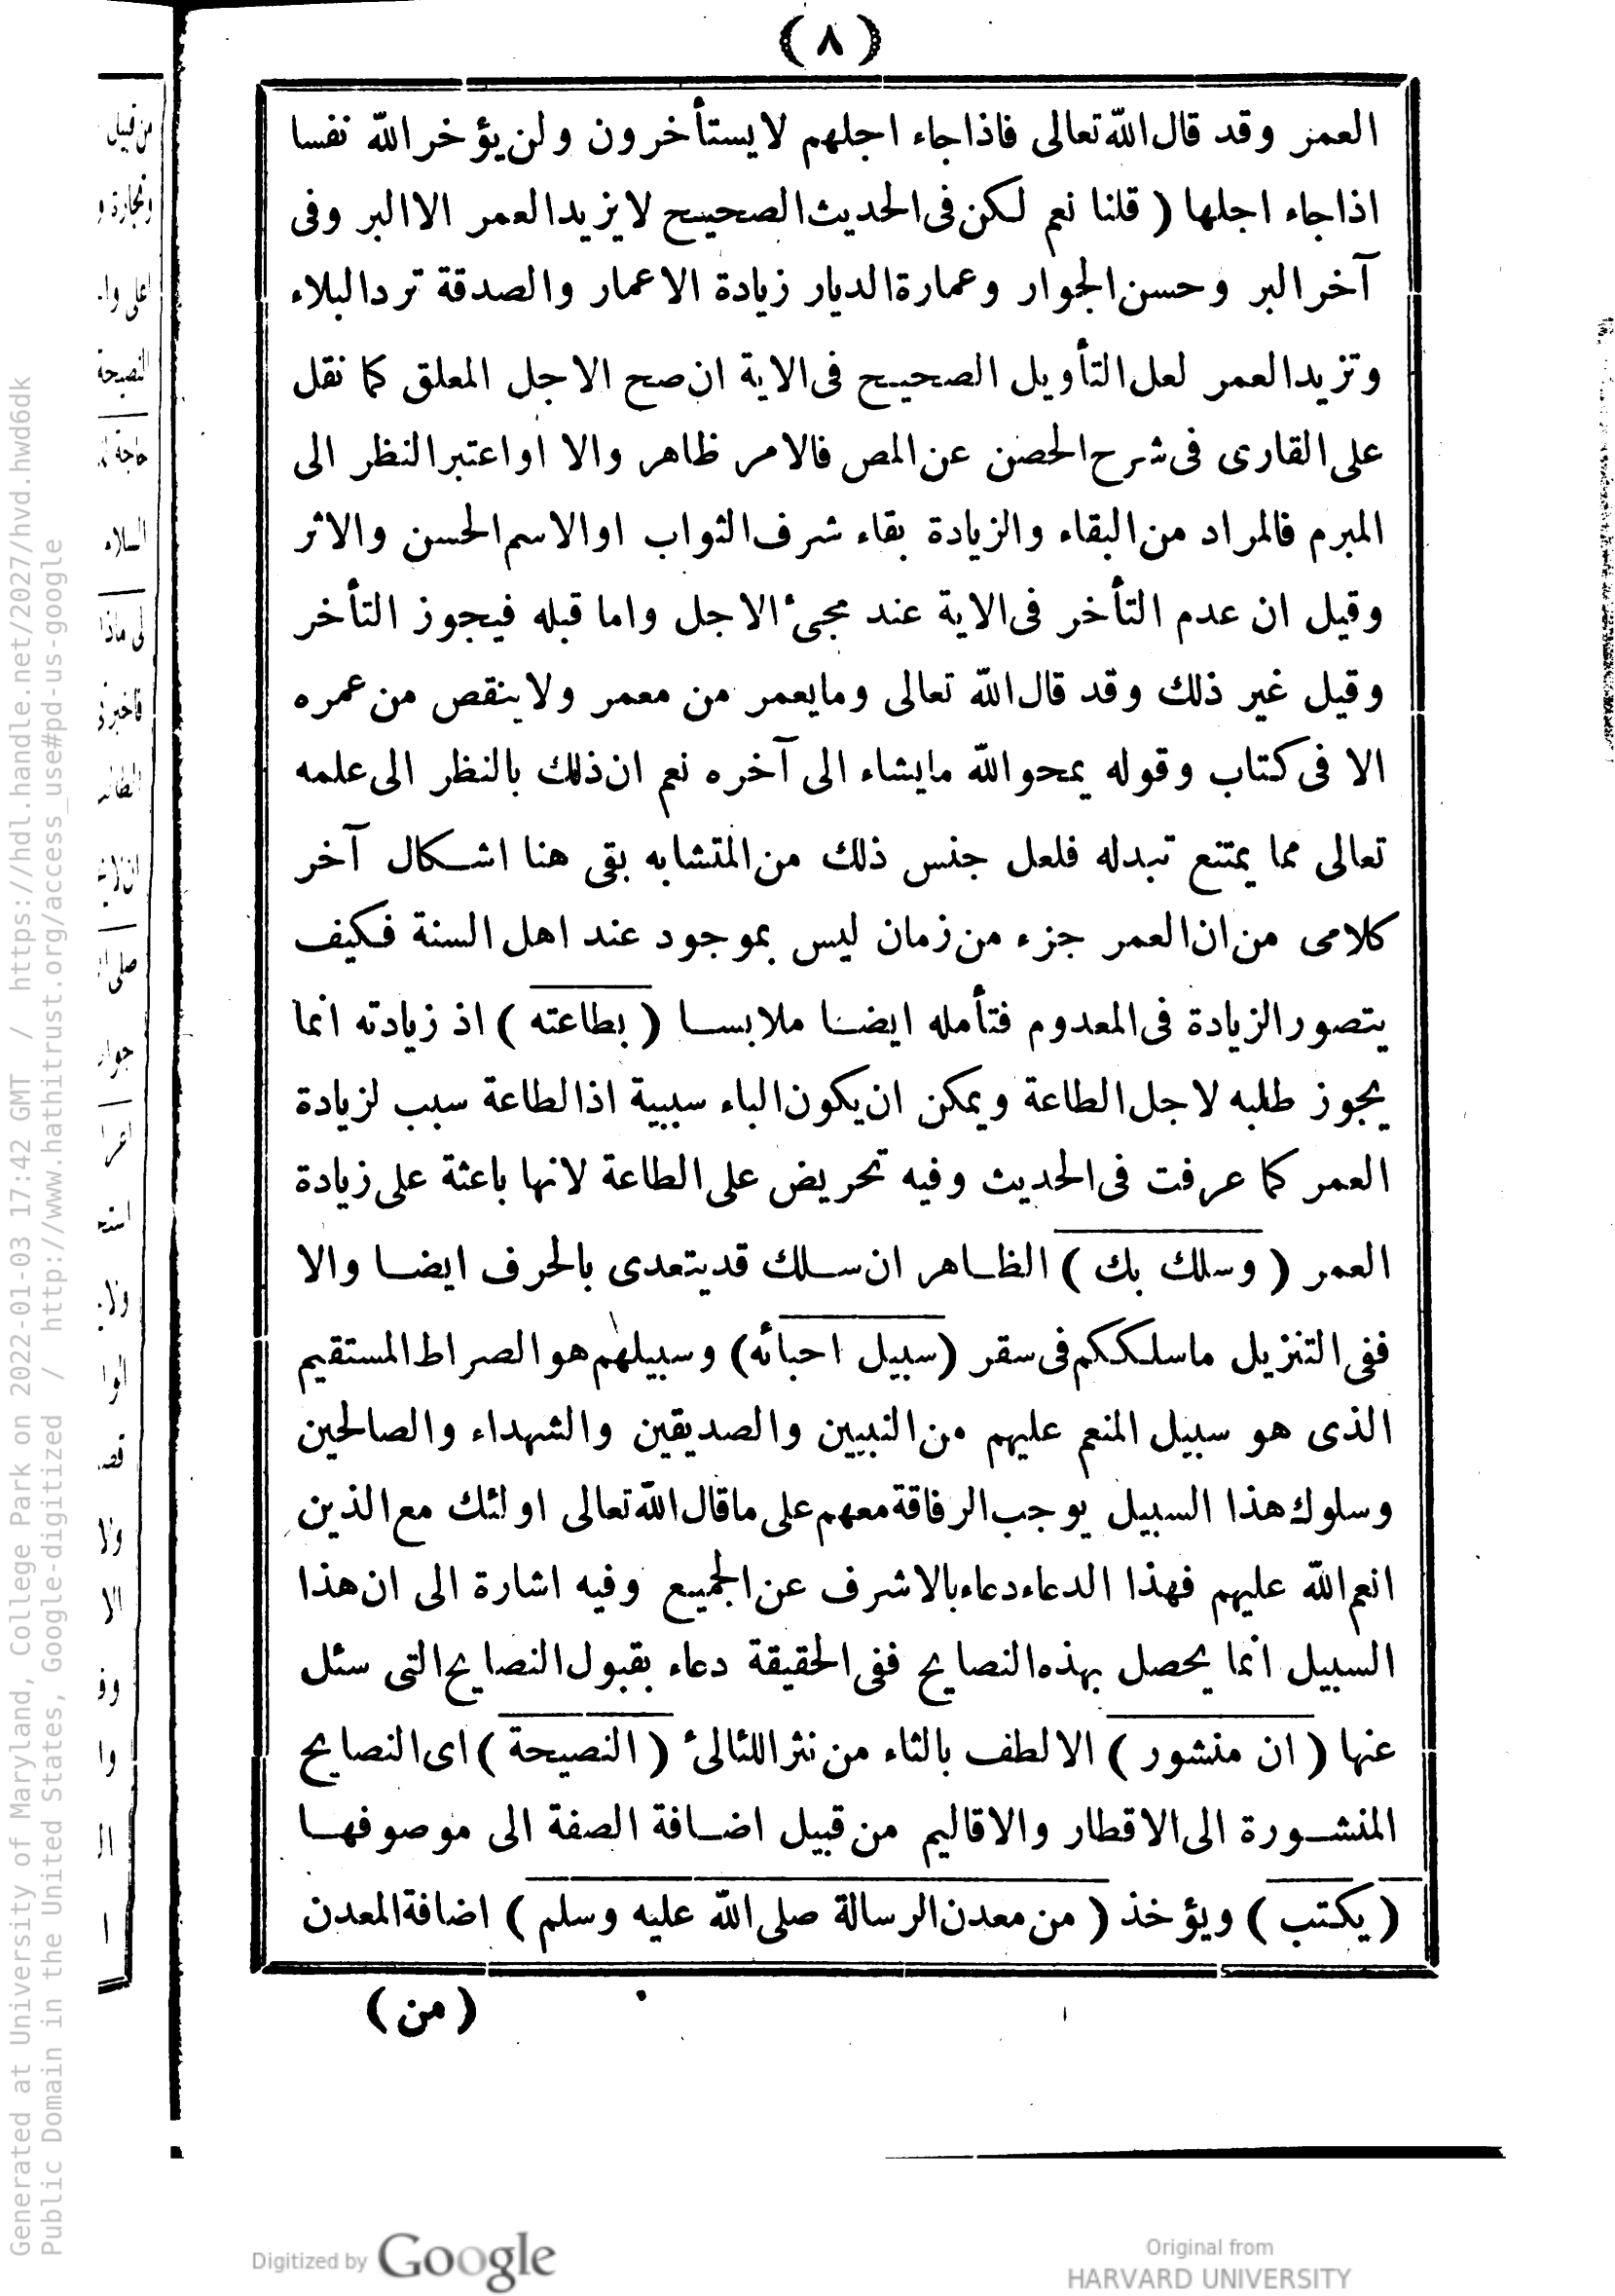 ( ٨ )
العمر وقد قال الله تعالى فاذا جاء اجلهم لا يستأخرون ولن يؤخر الله نفسا
اذا جاء اجلها ( قلنا نعم لكن فى الحديث الصحيح لا يزيد العمر الا البر وفى
آخر البر وحسن الجوار وعمارة الديار زيادة الاعمار والصدقة ترد البلاء
وتزيد العمر لعل التأويل الصحيح فى الاية ان صح الاجل المعلق كما نقل
على القارى فى شرح الحصن عن المص فالامر ظاهر والا او اعتبر النظر الى
المبرم فالمراد من البقاء والزيادة بقاء شرف الثواب او الاسم الحسن والاثر
وقيل ان عدم التأخر فى الاية عند مجىء الاجل واما قبله فيجوز التأخر
وقيل غير ذلك وقد قال الله تعالى وما يعمر من معمر ولا ينقص من عمره
الا فى كتاب وقوله يمحو الله ما يشاء الى آخره نعم ان ذلك بالنظر الى علمه
تعالى مما يمتنع تبدله فلعل جنس ذلك من المتشابه بقى هنا اشكال آخر
كلامى من ان العمر جزء من زمان ليس بموجود عند اهل السنة فكيف
يتصور الزيادة فى المعدوم فتأمله ايضا ملابسا ( بطاعته ) اذ زيادته انما
يجوز طلبه لاجل الطاعة ويمكن ان يكون الباء سببية اذ الطاعة سبب لزيادة
العمر كما عرفت فى الحديث وفيه تحريض على الطاعة لانها باعثة على زيادة
العمر ( وسلك بك ) الظاهر ان سلك قد يتعدى بالحرف ايضا والا
ففى التنزيل ما سلككم فى سقر (سبيل احبائه) وسبيلهم هو الصراط المستقيم
الذى هو سبيل المنعم عليهم من النبيين والصديقين والشهداء والصالحين
وسلوك هذا السبيل يوجب الرفاقة معهم على ما قال الله تعالى اولئك مع الذين
انعم الله عليهم فهذا الدعاء دعاء بالاشرف عن الجميع وفيه اشارة الى ان هذا
السبيل انما يحصل بهذه النصايح ففى الحقيقة دعاء بقبول النصايح التى سئل
عنها ( ان منشور ) الالطف بالثاء من نثر اللئالىء ( النصيحة ) اى النصايح
المنشورة الى الاقطار والاقاليم من قبيل اضافة الصفة الى موصوفها
( يكتب ) ويؤخذ ( من معدن الرسالة صلى الله عليه وسلم ) اضافة المعدن
( من )
Generated at University of Maryland, College Park on 2022-01-03 17:42 GMT / https://hdl.handle.net/2027/hvd.hwd6dk
Public Domain in the United States, Google-digitized / http://www.hathitrust.org/access_use#pd-us-google
Digitized by Google
Original from
HARVARD UNIVERSITY